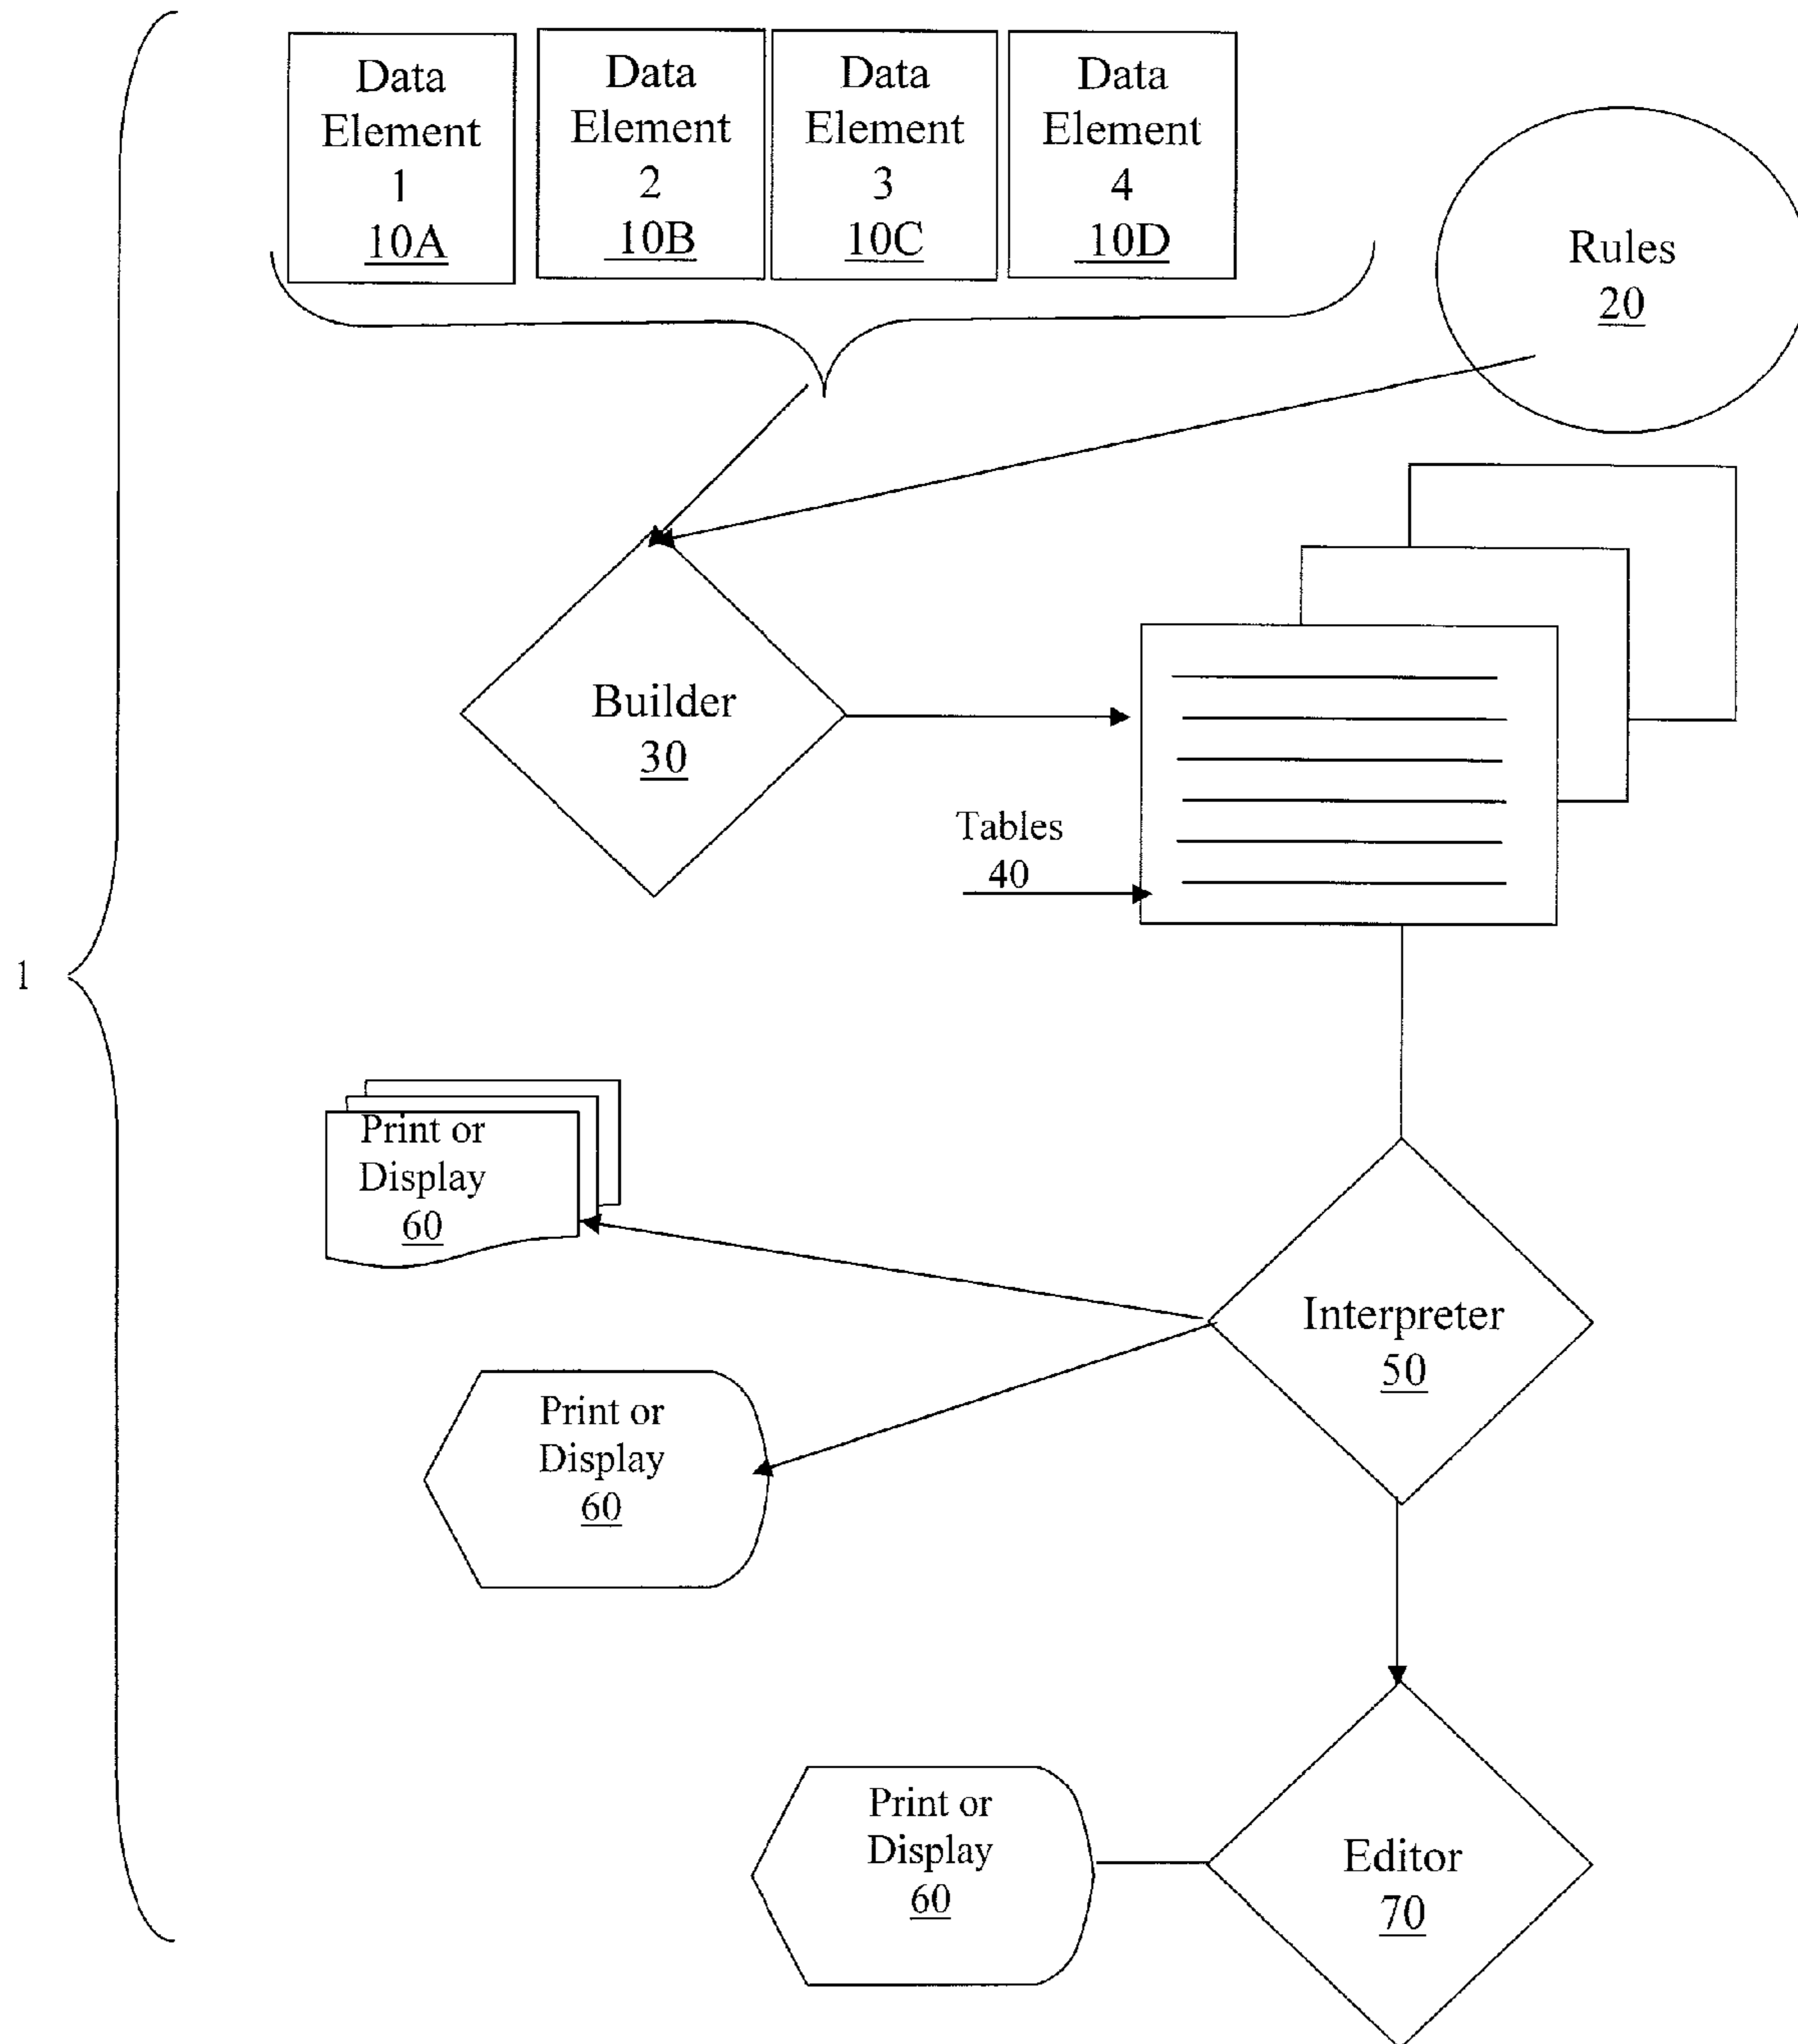 Data
Element
1
10A
Data
Element
2
10B
Data
Element
3
10C
Data
Element
4
10D
Rules
20
Builder
30
Tables
40
1
Print or
Display
60
Interpreter
50
Print or
Display
60
Print or
Display
60
Editor
70